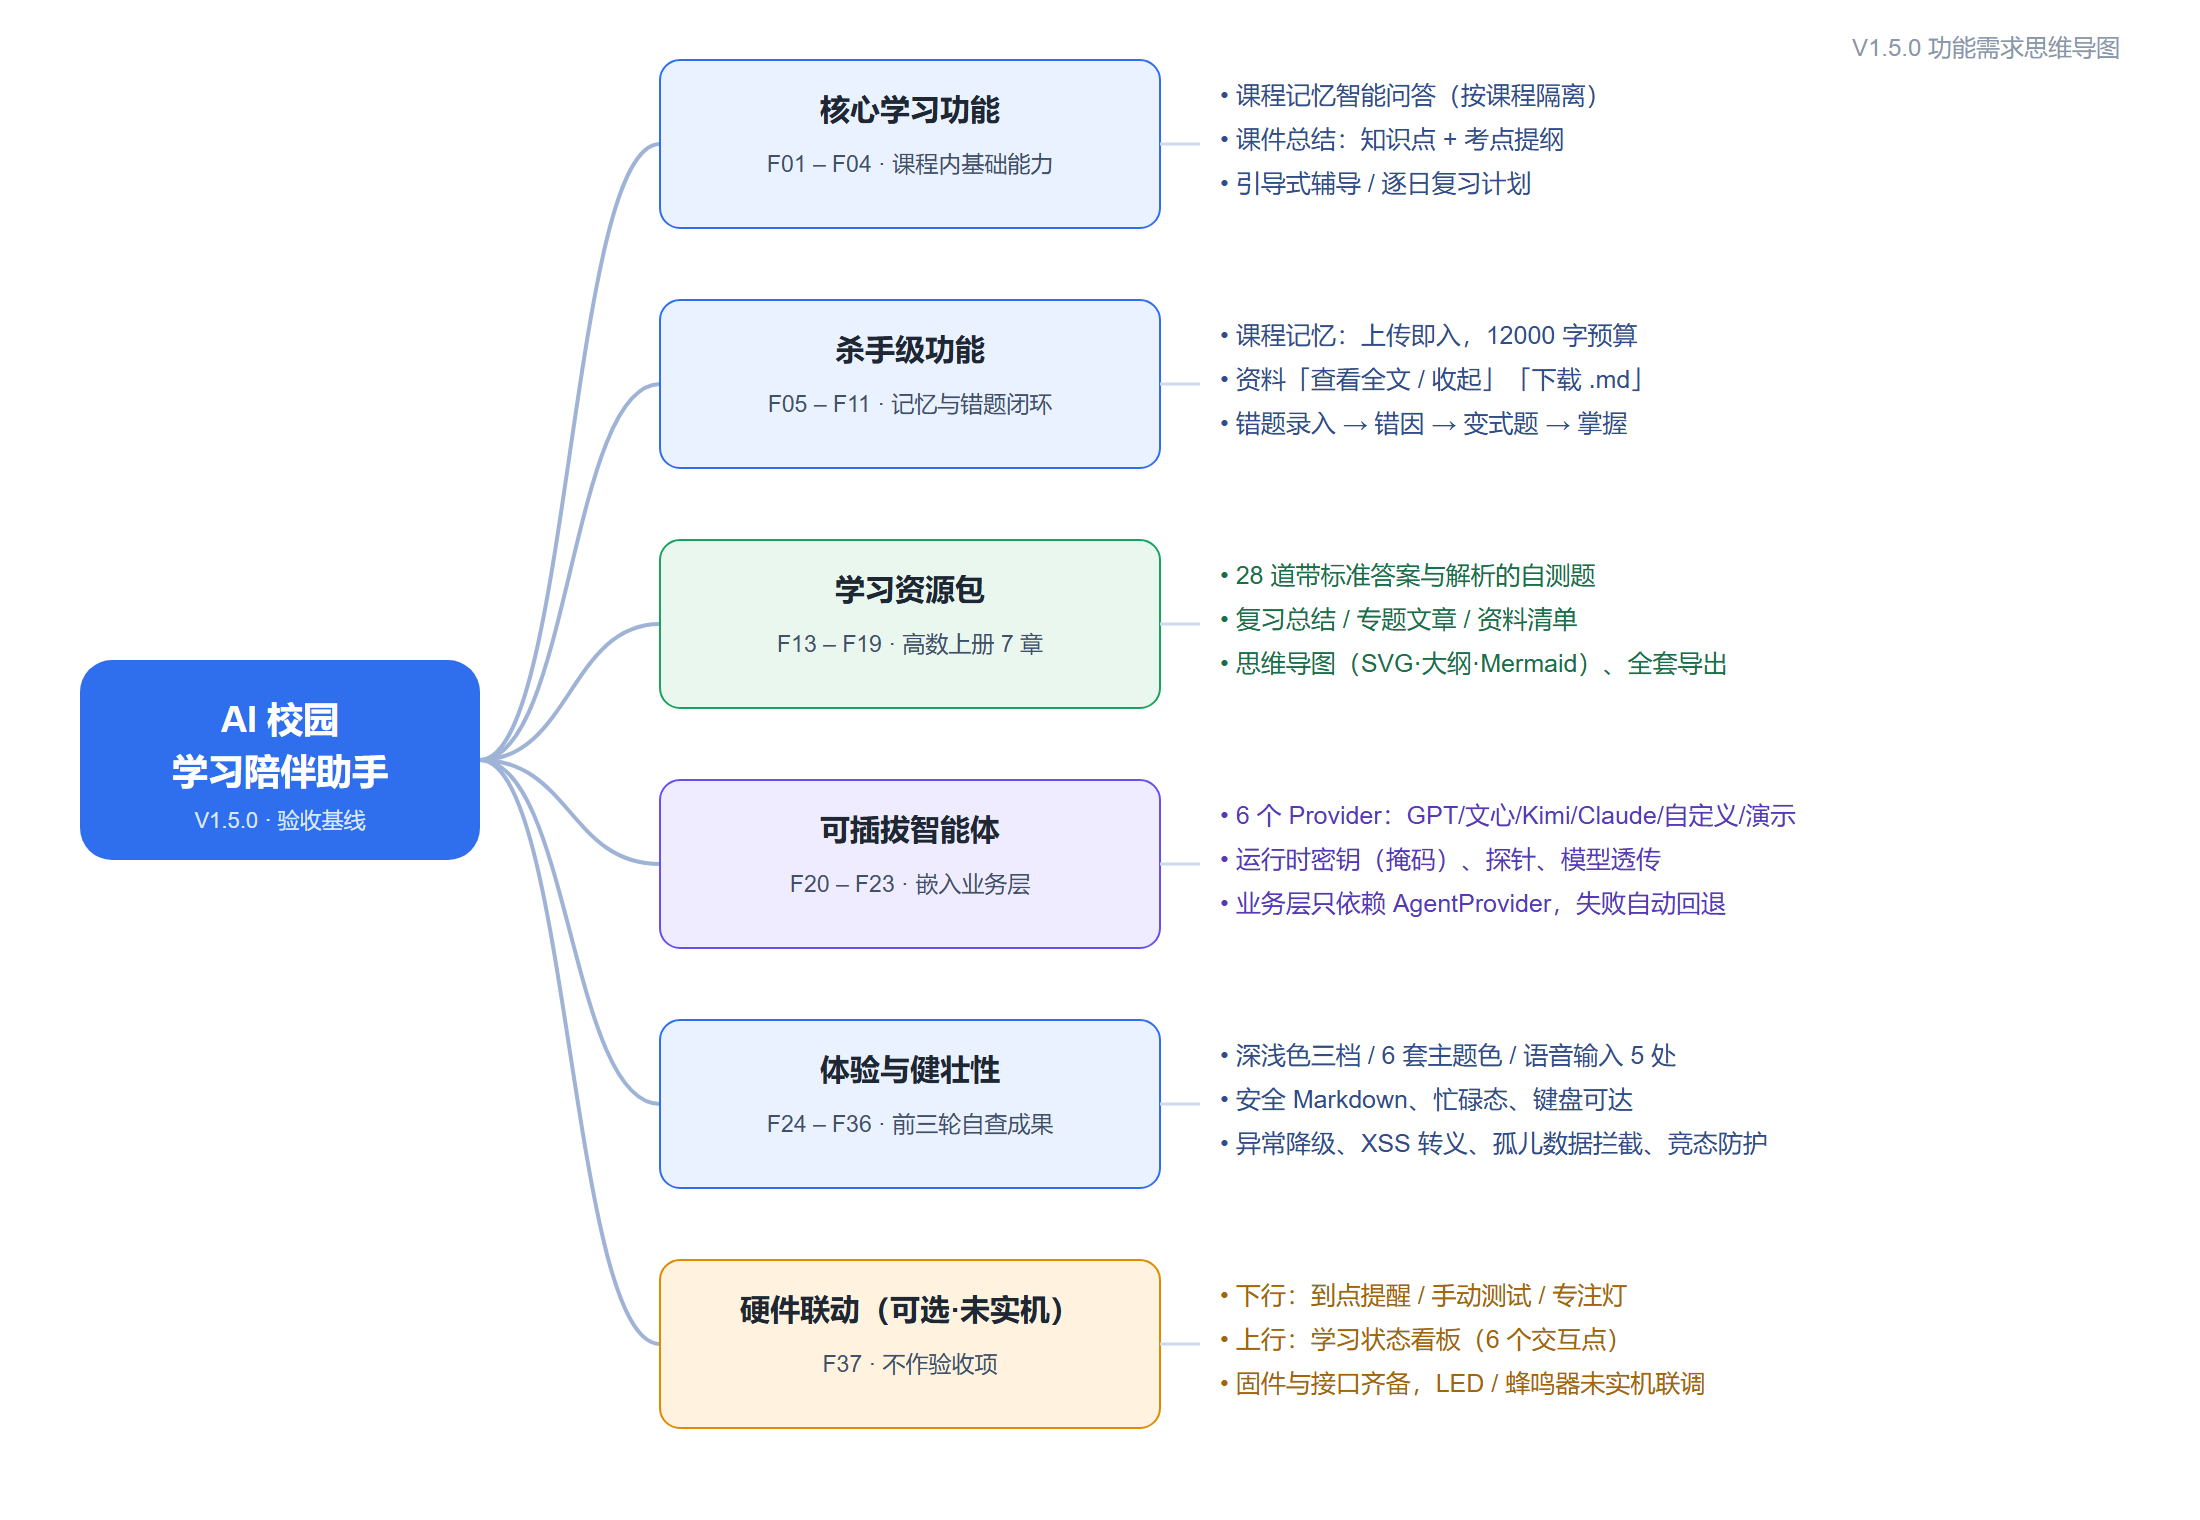 V1.5.0 功能需求思维导图
AI 校园
学习陪伴助手
V1.5.0 · 验收基线
核心学习功能
F01 – F04 · 课程内基础能力
• 课程记忆智能问答（按课程隔离）
• 课件总结：知识点 + 考点提纲
• 引导式辅导 / 逐日复习计划
杀手级功能
F05 – F11 · 记忆与错题闭环
• 课程记忆：上传即入，12000 字预算
• 资料「查看全文 / 收起」「下载 .md」
• 错题录入 → 错因 → 变式题 → 掌握
学习资源包
F13 – F19 · 高数上册 7 章
• 28 道带标准答案与解析的自测题
• 复习总结 / 专题文章 / 资料清单
• 思维导图（SVG·大纲·Mermaid）、全套导出
可插拔智能体
F20 – F23 · 嵌入业务层
• 6 个 Provider：GPT/文心/Kimi/Claude/自定义/演示
• 运行时密钥（掩码）、探针、模型透传
• 业务层只依赖 AgentProvider，失败自动回退
体验与健壮性
F24 – F36 · 前三轮自查成果
• 深浅色三档 / 6 套主题色 / 语音输入 5 处
• 安全 Markdown、忙碌态、键盘可达
• 异常降级、XSS 转义、孤儿数据拦截、竞态防护
硬件联动（可选·未实机）
F37 · 不作验收项
• 下行：到点提醒 / 手动测试 / 专注灯
• 上行：学习状态看板（6 个交互点）
• 固件与接口齐备，LED / 蜂鸣器未实机联调